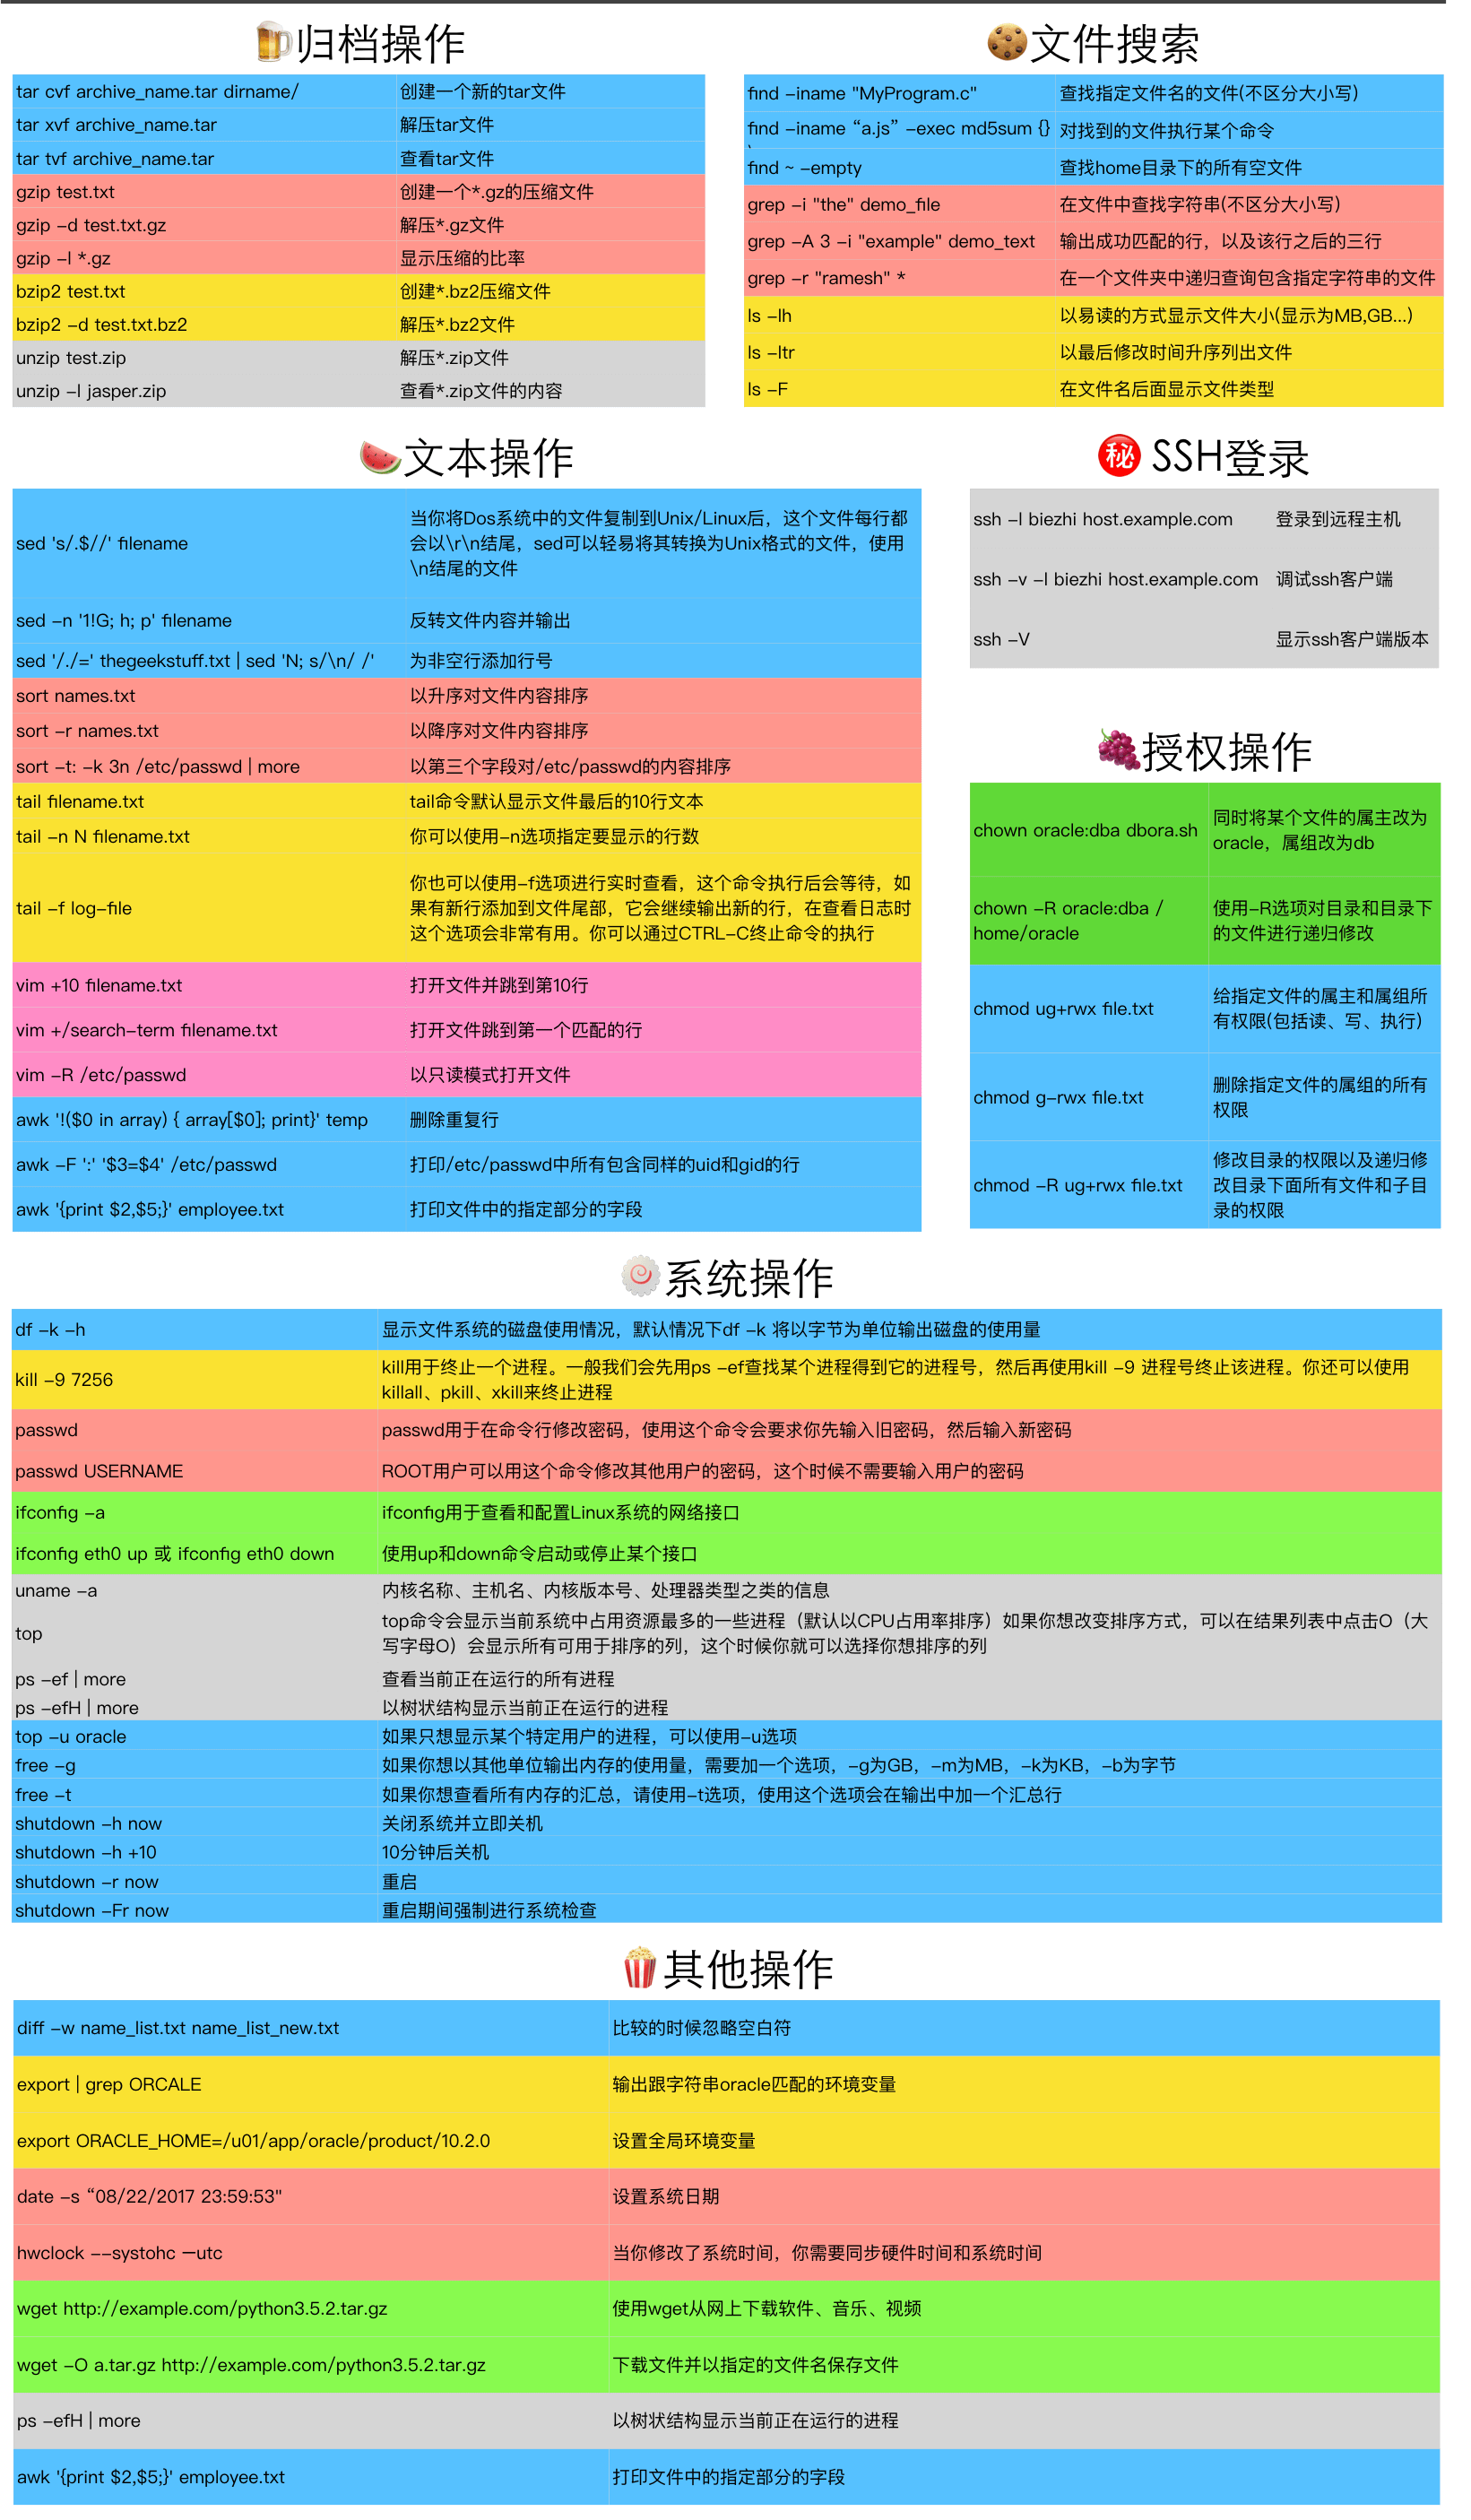 归档操作
tar cvf archive_name.tar dirname/ 创建一个新的tar文件
tar xvf archive_name.tar 解压tar文件
tar tvf archive_name.tar 查看tar文件
gzip test.txt 创建一个*.gz的压缩文件
gzip -d test.txt.gz 解压*.gz文件
gzip -l *.gz 显示压缩的比率
bzip2 test.txt 创建*.bz2压缩文件
bzip2 -d test.txt.bz2 解压*.bz2文件
unzip test.zip 解压*.zip文件
unzip -l jasper.zip 查看*.zip文件的内容
文件搜索
find -iname "MyProgram.c" 查找指定文件名的文件(不区分大小写)
find -iname “a.js” -exec md5sum {} 对找到的文件执行某个命令
find ~ -empty 查找home目录下的所有空文件
grep -i "the" demo_file 在文件中查找字符串(不区分大小写)
grep -A 3 -i "example" demo_text 输出成功匹配的行，以及该行之后的三行
grep -r "ramesh" * 在一个文件夹中递归查询包含指定字符串的文件
ls -lh 以易读的方式显示文件大小(显示为MB,GB...)
ls -ltr 以最后修改时间升序列出文件
ls -F 在文件名后面显示文件类型
文本操作
sed 's/.$//' filename
当你将Dos系统中的文件复制到Unix/Linux后，这个文件每行都
会以\r\n结尾，sed可以轻易将其转换为Unix格式的文件，使用
\n结尾的文件
sed -n '1!G; h; p' filename 反转文件内容并输出
sed '/./=' thegeekstuff.txt | sed 'N; s/\n/ /' 为非空行添加行号
sort names.txt 以升序对文件内容排序
sort -r names.txt 以降序对文件内容排序
sort -t: -k 3n /etc/passwd | more 以第三个字段对/etc/passwd的内容排序
tail filename.txt tail命令默认显示文件最后的10行文本
tail -n N filename.txt 你可以使用-n选项指定要显示的行数
tail -f log-file
你也可以使用-f选项进行实时查看，这个命令执行后会等待，如
果有新行添加到文件尾部，它会继续输出新的行，在查看日志时
这个选项会非常有用。你可以通过CTRL-C终止命令的执行
vim +10 filename.txt 打开文件并跳到第10行
vim +/search-term filename.txt 打开文件跳到第一个匹配的行
vim -R /etc/passwd 以只读模式打开文件
awk '!($0 in array) { array[$0]; print}' temp 删除重复行
awk -F ':' '$3=$4' /etc/passwd 打印/etc/passwd中所有包含同样的uid和gid的行
awk '{print $2,$5;}' employee.txt 打印文件中的指定部分的字段
秘 SSH登录
ssh -l biezhi host.example.com 登录到远程主机
ssh -v -l biezhi host.example.com 调试ssh客户端
ssh -V 显示ssh客户端版本
授权操作
chown oracle:dba dbora.sh
同时将某个文件的属主改为
oracle，属组改为db
chown -R oracle:dba /
home/oracle
使用-R选项对目录和目录下
的文件进行递归修改
chmod ug+rwx file.txt
给指定文件的属主和属组所
有权限(包括读、写、执行)
chmod g-rwx file.txt
删除指定文件的属组的所有
权限
chmod -R ug+rwx file.txt
修改目录的权限以及递归修
改目录下面所有文件和子目
录的权限
系统操作
df -k -h 显示文件系统的磁盘使用情况，默认情况下df -k 将以字节为单位输出磁盘的使用量
kill -9 7256
kill用于终止一个进程。一般我们会先用ps -ef查找某个进程得到它的进程号，然后再使用kill -9 进程号终止该进程。你还可以使用
killall、pkill、xkill来终止进程
passwd passwd用于在命令行修改密码，使用这个命令会要求你先输入旧密码，然后输入新密码
passwd USERNAME ROOT用户可以用这个命令修改其他用户的密码，这个时候不需要输入用户的密码
ifconfig -a ifconfig用于查看和配置Linux系统的网络接口
ifconfig eth0 up 或 ifconfig eth0 down 使用up和down命令启动或停止某个接口
uname -a 内核名称、主机名、内核版本号、处理器类型之类的信息
top
top命令会显示当前系统中占用资源最多的一些进程（默认以CPU占用率排序）如果你想改变排序方式，可以在结果列表中点击O（大
写字母O）会显示所有可用于排序的列，这个时候你就可以选择你想排序的列
ps -ef | more 查看当前正在运行的所有进程
ps -efH | more 以树状结构显示当前正在运行的进程
top -u oracle 如果只想显示某个特定用户的进程，可以使用-u选项
free -g 如果你想以其他单位输出内存的使用量，需要加一个选项，-g为GB，-m为MB，-k为KB，-b为字节
free -t 如果你想查看所有内存的汇总，请使用-t选项，使用这个选项会在输出中加一个汇总行
shutdown -h now 关闭系统并立即关机
shutdown -h +10 10分钟后关机
shutdown -r now 重启
shutdown -Fr now 重启期间强制进行系统检查
其他操作
diff -w name_list.txt name_list_new.txt 比较的时候忽略空白符
export | grep ORCALE 输出跟字符串oracle匹配的环境变量
export ORACLE_HOME=/u01/app/oracle/product/10.2.0 设置全局环境变量
date -s “08/22/2017 23:59:53" 设置系统日期
hwclock --systohc —utc 当你修改了系统时间，你需要同步硬件时间和系统时间
wget http://example.com/python3.5.2.tar.gz 使用wget从网上下载软件、音乐、视频
wget -O a.tar.gz http://example.com/python3.5.2.tar.gz 下载文件并以指定的文件名保存文件
ps -efH | more 以树状结构显示当前正在运行的进程
awk '{print $2,$5;}' employee.txt 打印文件中的指定部分的字段